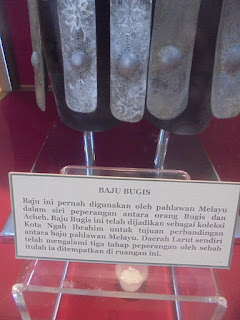 BAJU BUGIS
Baju ini pernah digunakan oleh pahlawan Melayu
dalam siri peperangan antara orang Bugis dan
Acheh. Baju Bugis ini telah dijadikan sebagai koleksi
Kota Ngah Ibrahim untuk tujuan perbandingan
antara baju pahlawan Melayu. Daerah Larut sendiri
telah mengalami tiga tahap peperangan oleh sebab
itulah ia ditempatkan di ruangan ini.